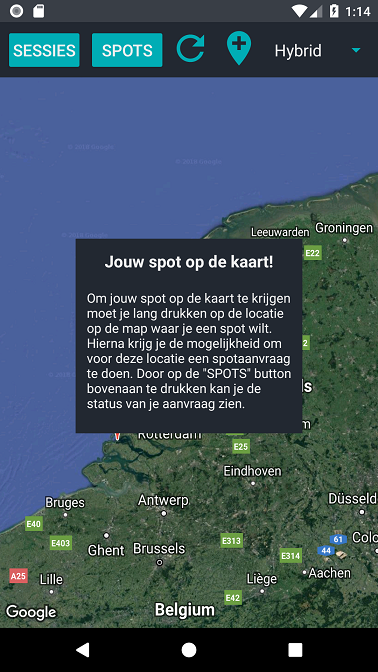 1:14
SESSIES SPOTS Hybrid
Leeuwarden Groningen
E22
Jouw spot op de kaart!
Om jouw spot op de kaart te krijgen
moet je lang drukken op de locatie
op de map waar je een spot wilt.
Hierna krijg je de mogelijkheid om
voor deze locatie een spotaanvraag
te doen. Door op de "SPOTS" button
bovenaan te drukken kan je de
status van je aanvraag zien.
Rotterdam
E25
Eindhoven
Bruges Antwerp Düsseld
E40
E403 Ghent Brussels E313 61
44 Colo
E314
A25 Lille Liège Aachen
E42
Google Belgium